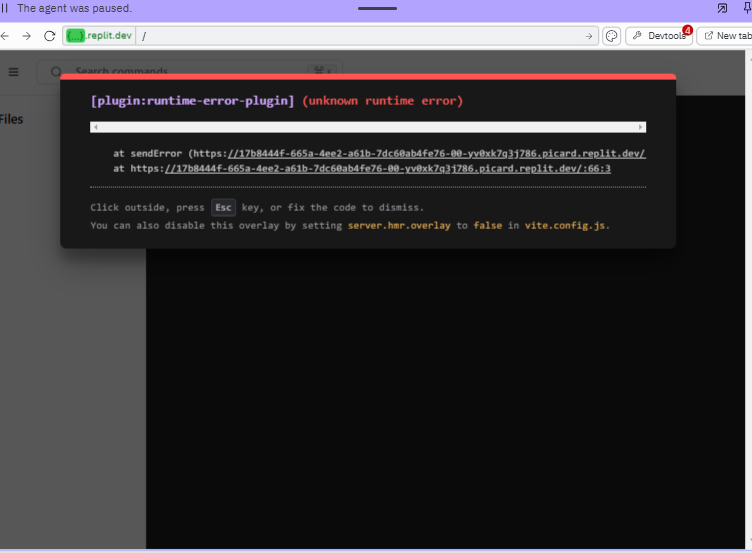 The agent was paused.
{...}.replit.dev /
Devtools 4 New tab
Search commands
Files
[plugin:runtime-error-plugin] (unknown runtime error)
at sendError (https://17b8444f-665a-4ee2-a61b-7dc60ab4fe76-00-yv0xk7q3j786.picard.replit.dev/
at https://17b8444f-665a-4ee2-a61b-7dc60ab4fe76-00-yv0xk7q3j786.picard.replit.dev/:66:3
Click outside, press Esc key, or fix the code to dismiss.
You can also disable this overlay by setting server.hmr.overlay to false in vite.config.js.